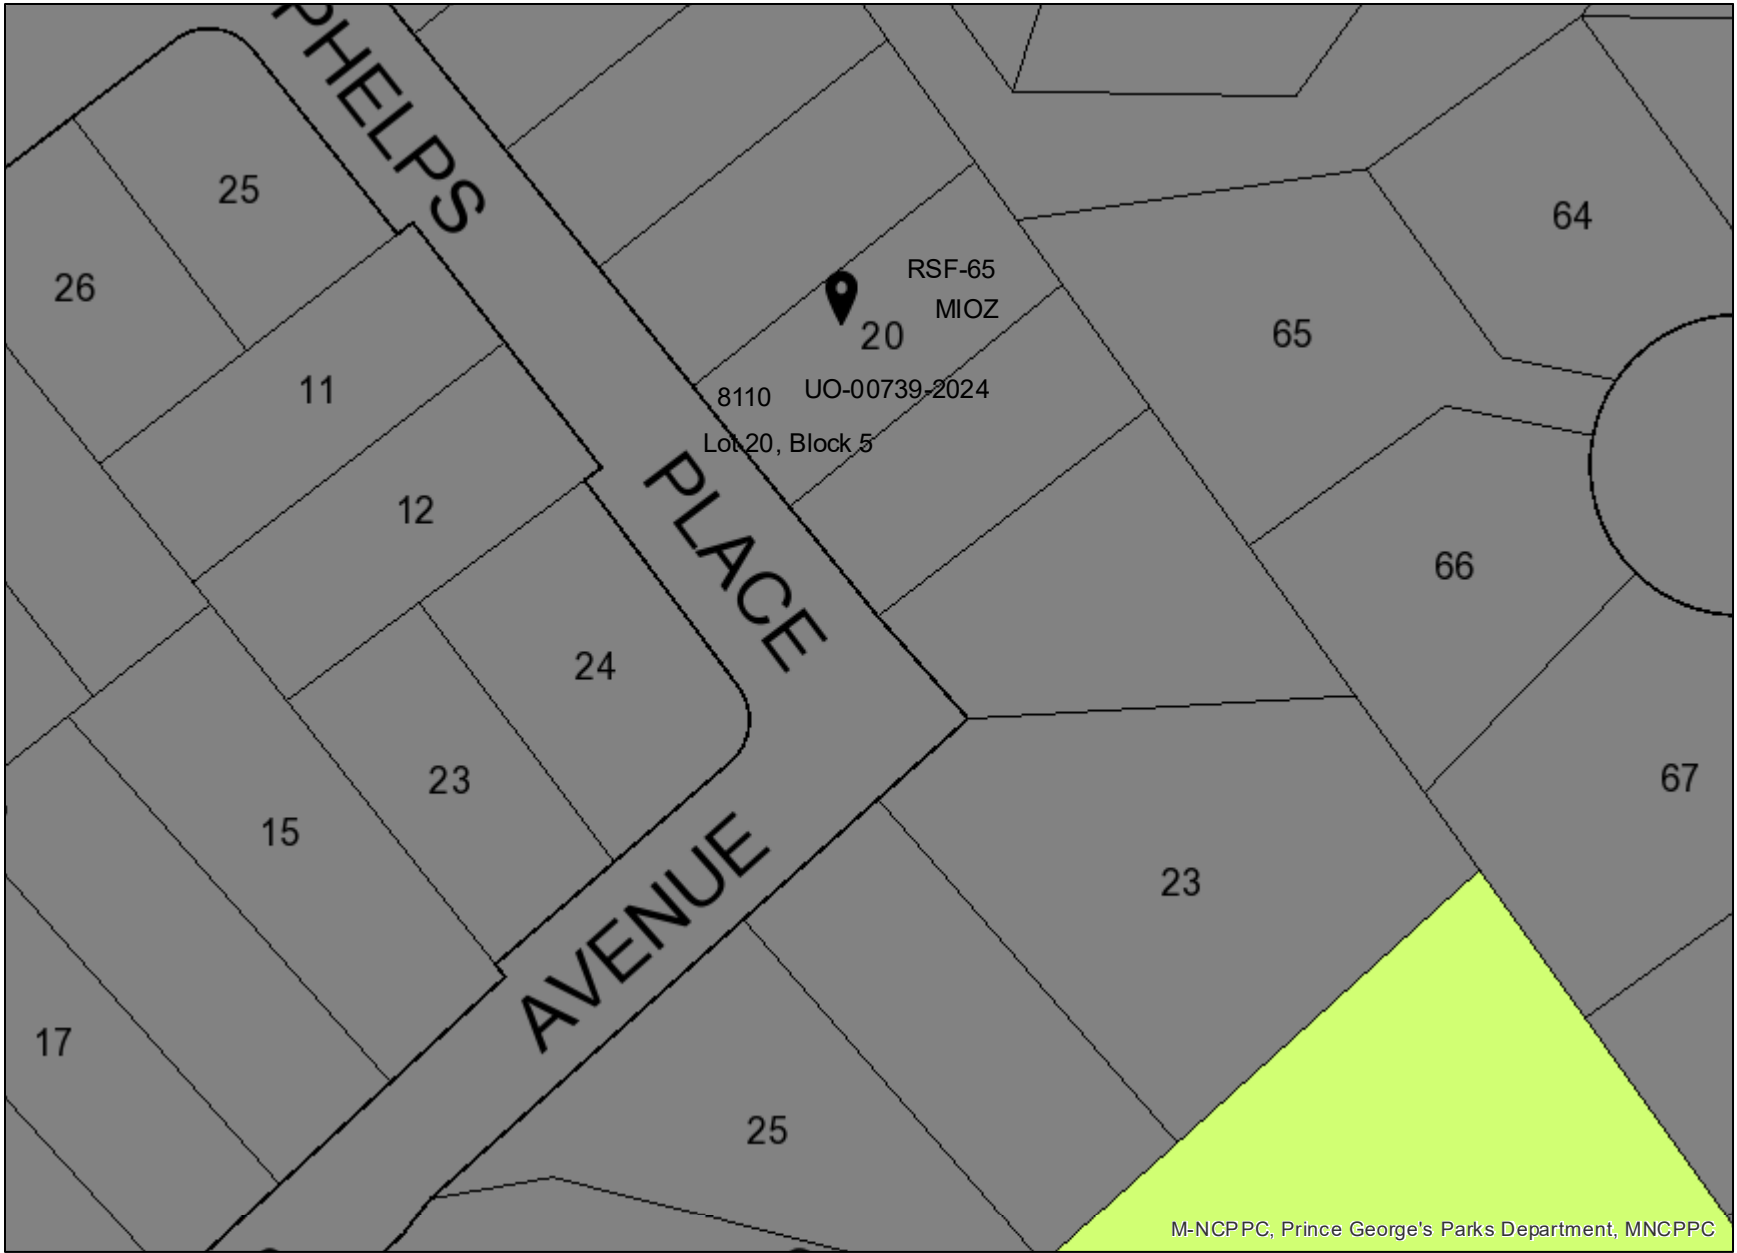 PHELPS
25
64
RSF-65
26
MIOZ
20
65
11
8110
UO-00739-2024
Lot 20, Block 5
12
PLACE
66
24
23
67
15
AVENUE
23
17
25
M-NCPPC, Prince George's Parks Department, MNCPPC